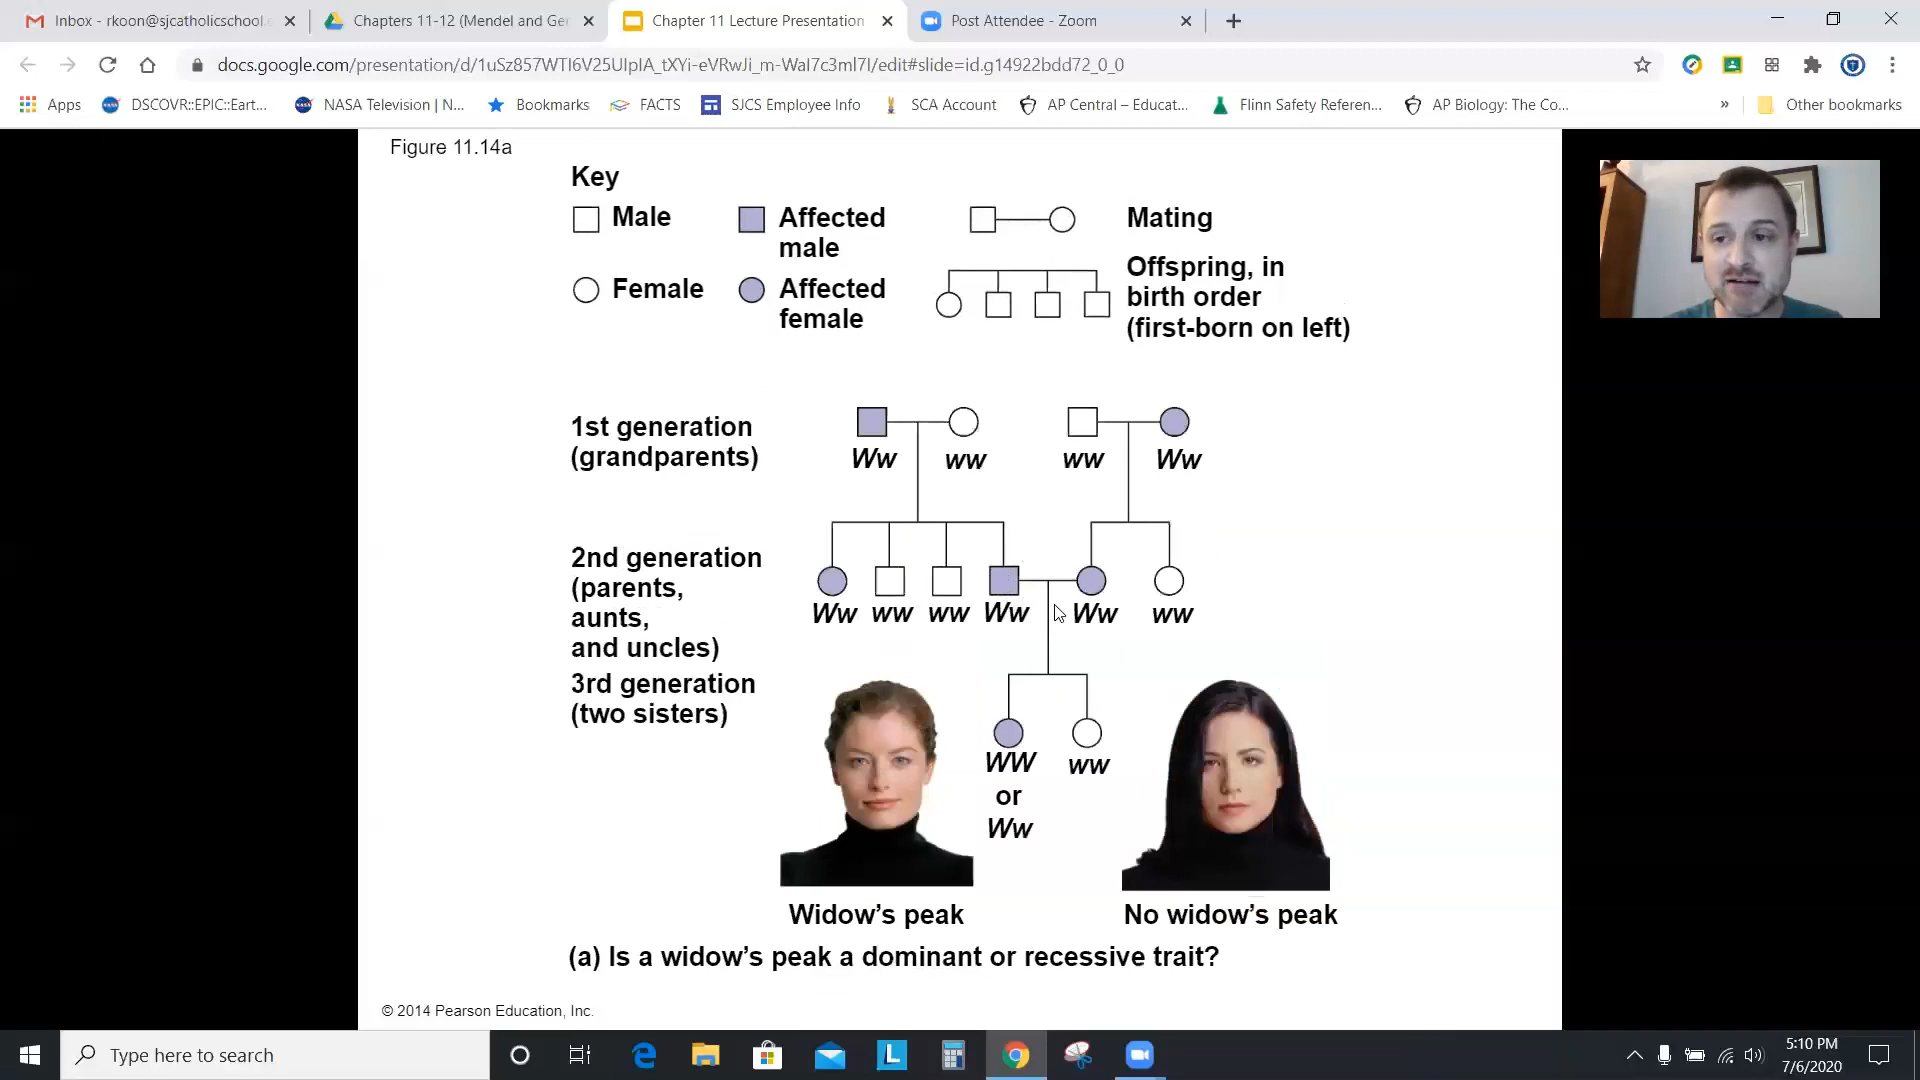 Inbox - rkoon@sjcatholicschool.
Chapters 11-12 (Mendel and Ge
Chapter 11 Lecture Presentation
Post Attendee - Zoom
docs.google.com/presentation/d/1uSz857WTI6V25UIpIA_tXYi-eVRwJi_m-WaI7c3ml7I/edit#slide=id.g14922bdd72_0_0
Apps
DSCOVR::EPIC::Eart...
NASA Television | N...
Bookmarks
FACTS
SJCS Employee Info
SCA Account
AP Central – Educat...
Flinn Safety Referen...
AP Biology: The Co...
»
Other bookmarks
Figure 11.14a
Key
Male
Affected
male
Mating
Female
Affected
female
Offspring, in
birth order
(first-born on left)
1st generation
(grandparents)
Ww ww ww Ww
2nd generation
(parents,
aunts,
and uncles)
Ww ww ww Ww Ww ww
3rd generation
(two sisters)
WW
or
Ww
ww
Widow's peak
No widow's peak
(a) Is a widow's peak a dominant or recessive trait?
© 2014 Pearson Education, Inc.
Type here to search
5:10 PM
7/6/2020